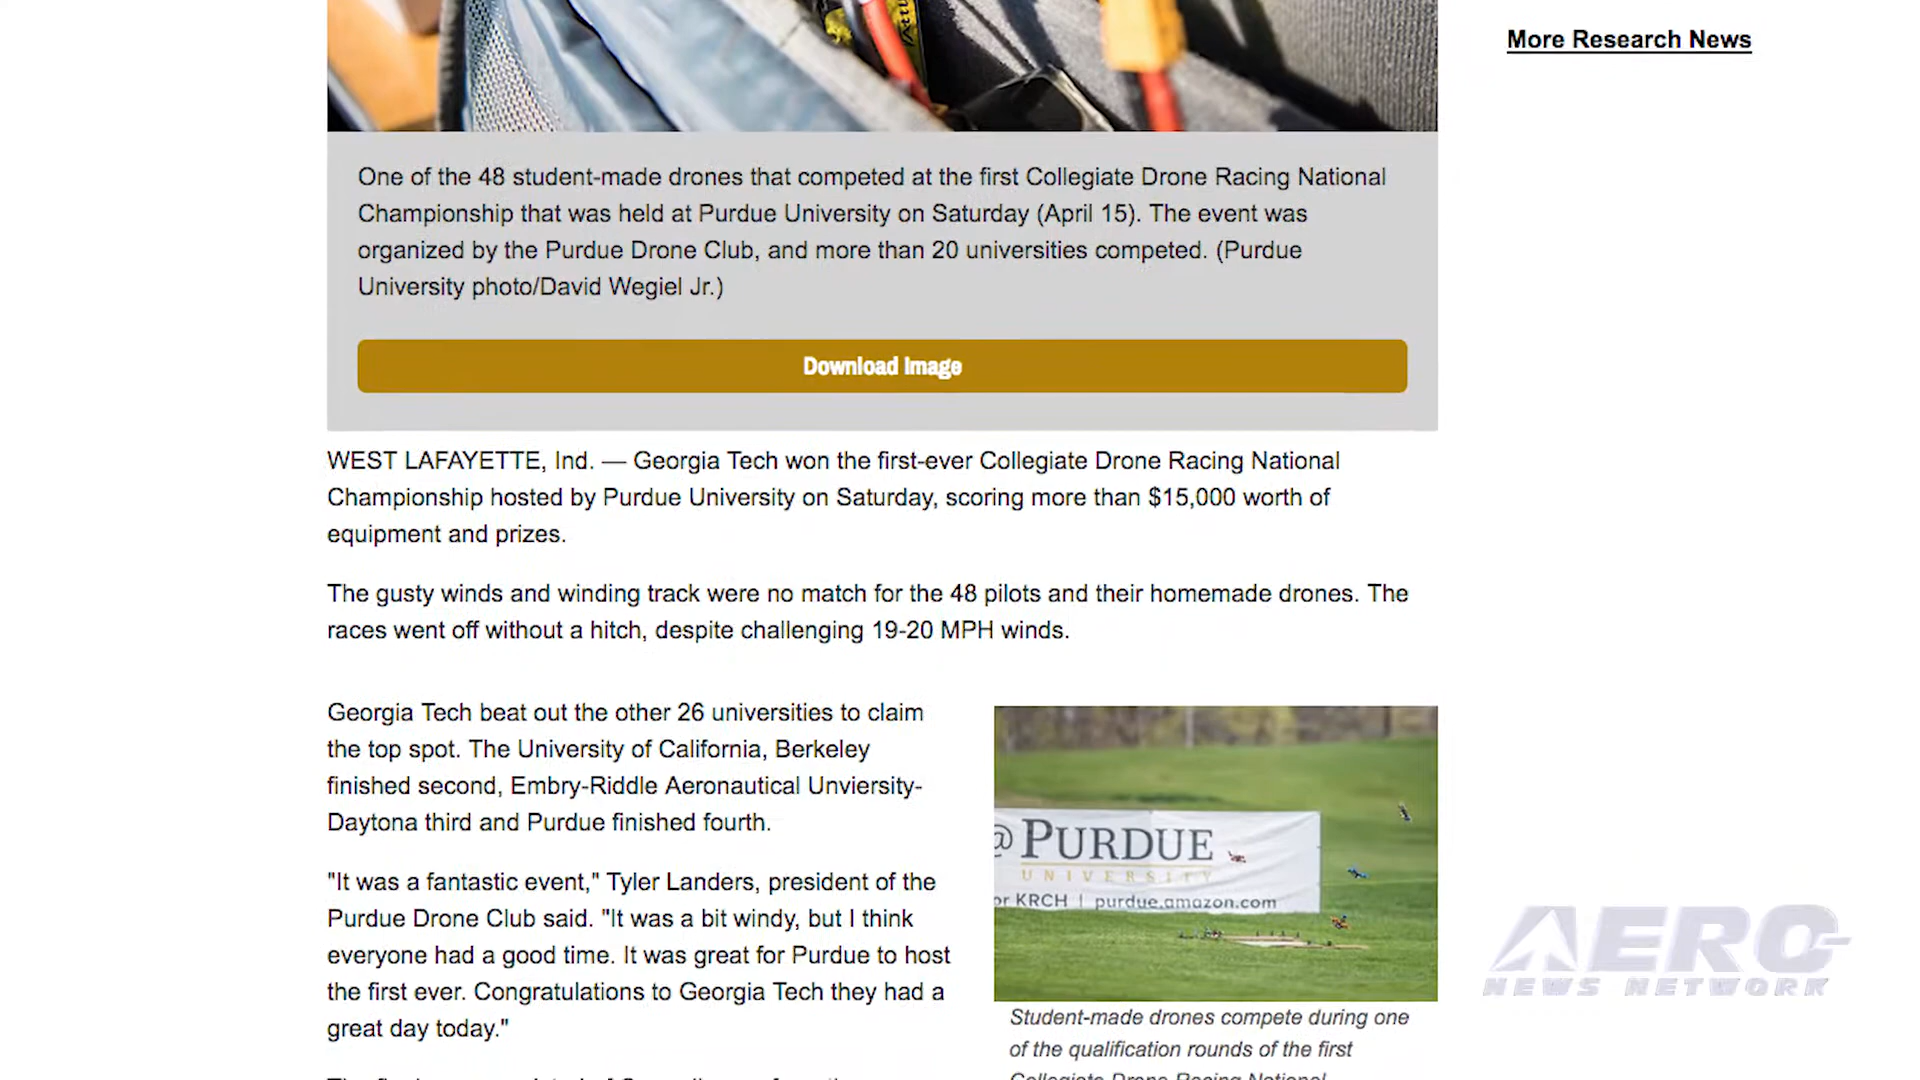 More Research News
One of the 48 student-made drones that competed at the first Collegiate Drone Racing National
Championship that was held at Purdue University on Saturday (April 15). The event was
organized by the Purdue Drone Club, and more than 20 universities competed. (Purdue
University photo/David Wegiel Jr.)
Download Image
WEST LAFAYETTE, Ind. — Georgia Tech won the first-ever Collegiate Drone Racing National
Championship hosted by Purdue University on Saturday, scoring more than $15,000 worth of
equipment and prizes.
The gusty winds and winding track were no match for the 48 pilots and their homemade drones. The
races went off without a hitch, despite challenging 19-20 MPH winds.
Georgia Tech beat out the other 26 universities to claim
the top spot. The University of California, Berkeley
finished second, Embry-Riddle Aeronautical Unviersity-
Daytona third and Purdue finished fourth.
"It was a fantastic event," Tyler Landers, president of the
Purdue Drone Club said. "It was a bit windy, but I think
everyone had a good time. It was great for Purdue to host
the first ever. Congratulations to Georgia Tech they had a
great day today."
@PURDUE
UNIVERSITY
or KRCH | purdue.amazon.com
Student-made drones compete during one
of the qualification rounds of the first
Collegiate Drone Racing National
AERO
NEWS NETWORK